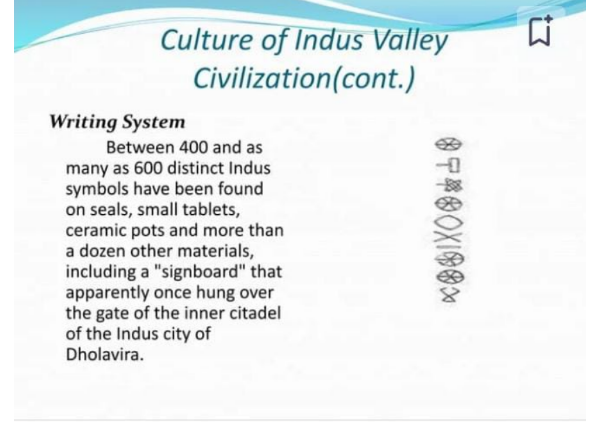 Culture of Indus Valley
Civilization(cont.)
Writing System
Between 400 and as
many as 600 distinct Indus
symbols have been found
on seals, small tablets,
ceramic pots and more than
a dozen other materials,
including a "signboard" that
apparently once hung over
the gate of the inner citadel
of the Indus city of
Dholavira.